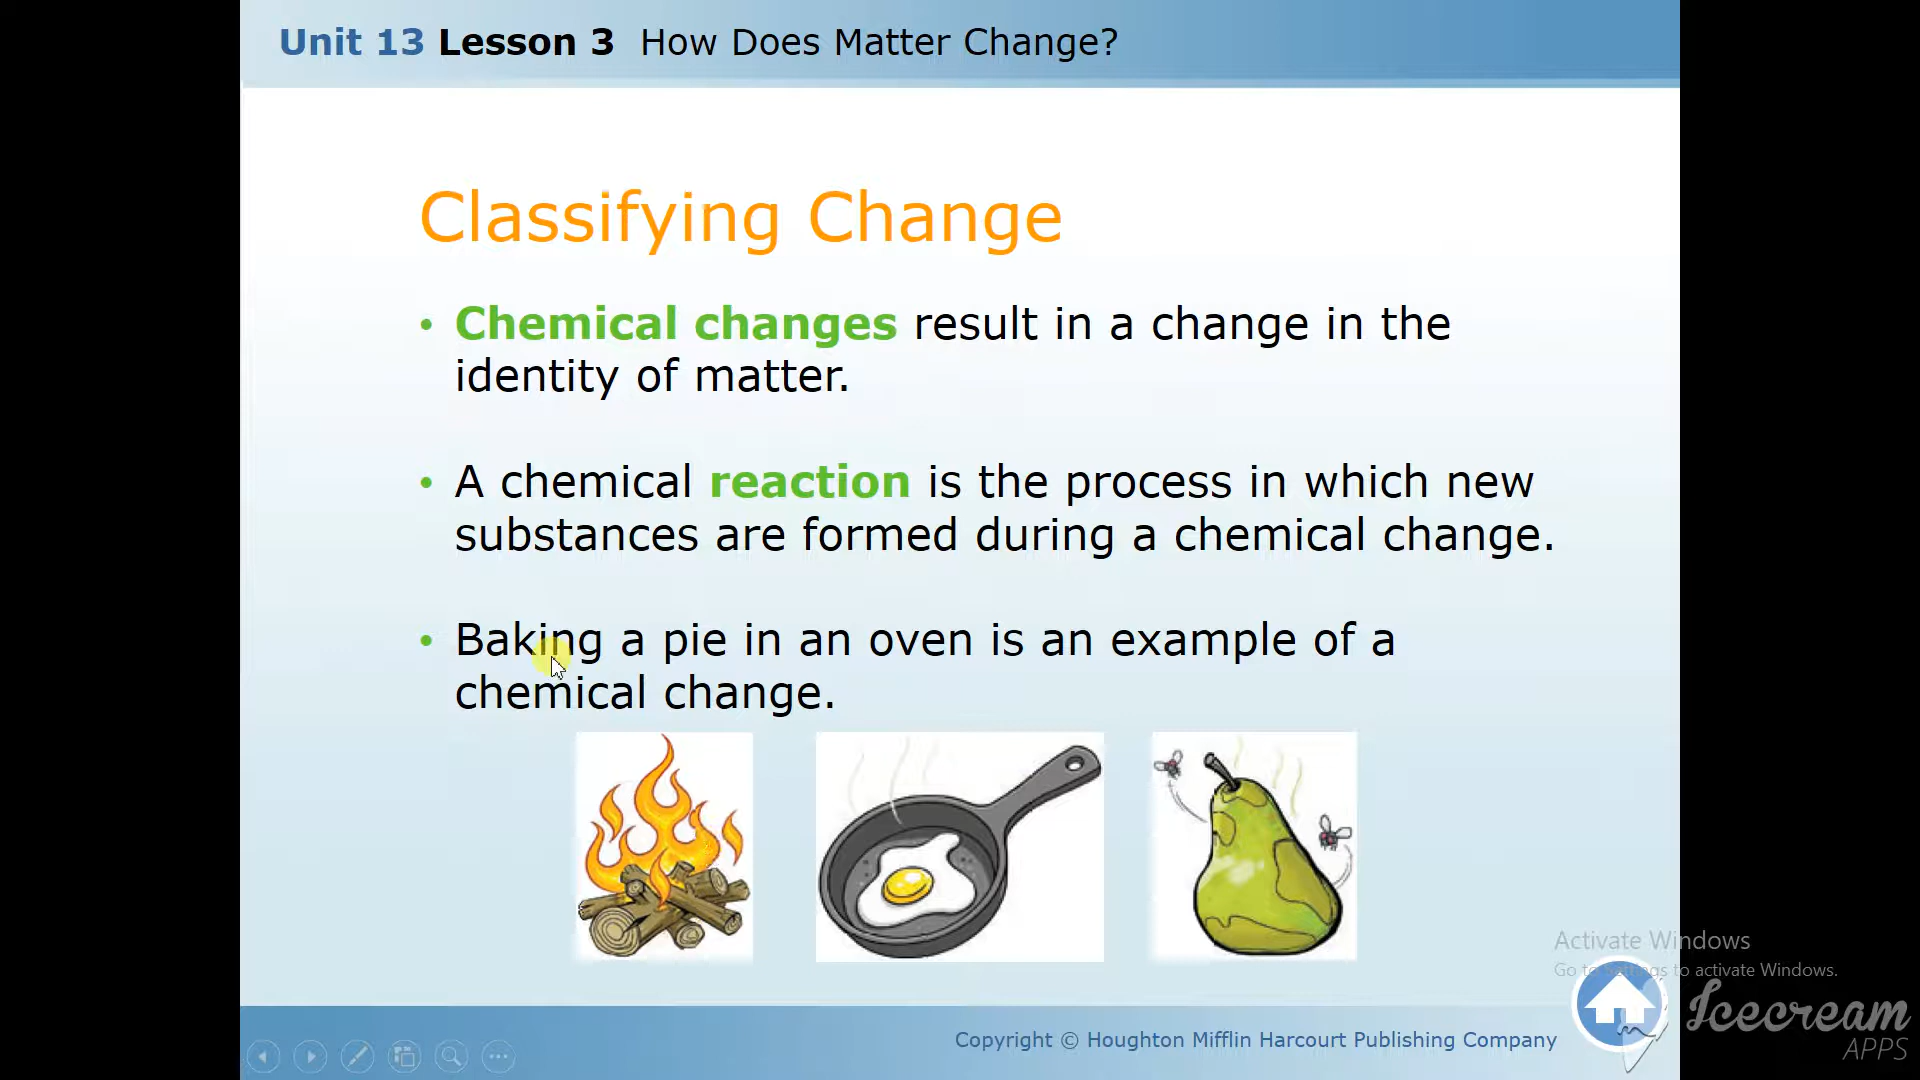 Unit 13 Lesson 3 How Does Matter Change?
Classifying Change
• Chemical changes result in a change in the
identity of matter.
• A chemical reaction is the process in which new
substances are formed during a chemical change.
• Baking a pie in an oven is an example of a
chemical change.
Activate Windows
Go to Settings to activate Windows.
Icecream
APPS
Copyright © Houghton Mifflin Harcourt Publishing Company